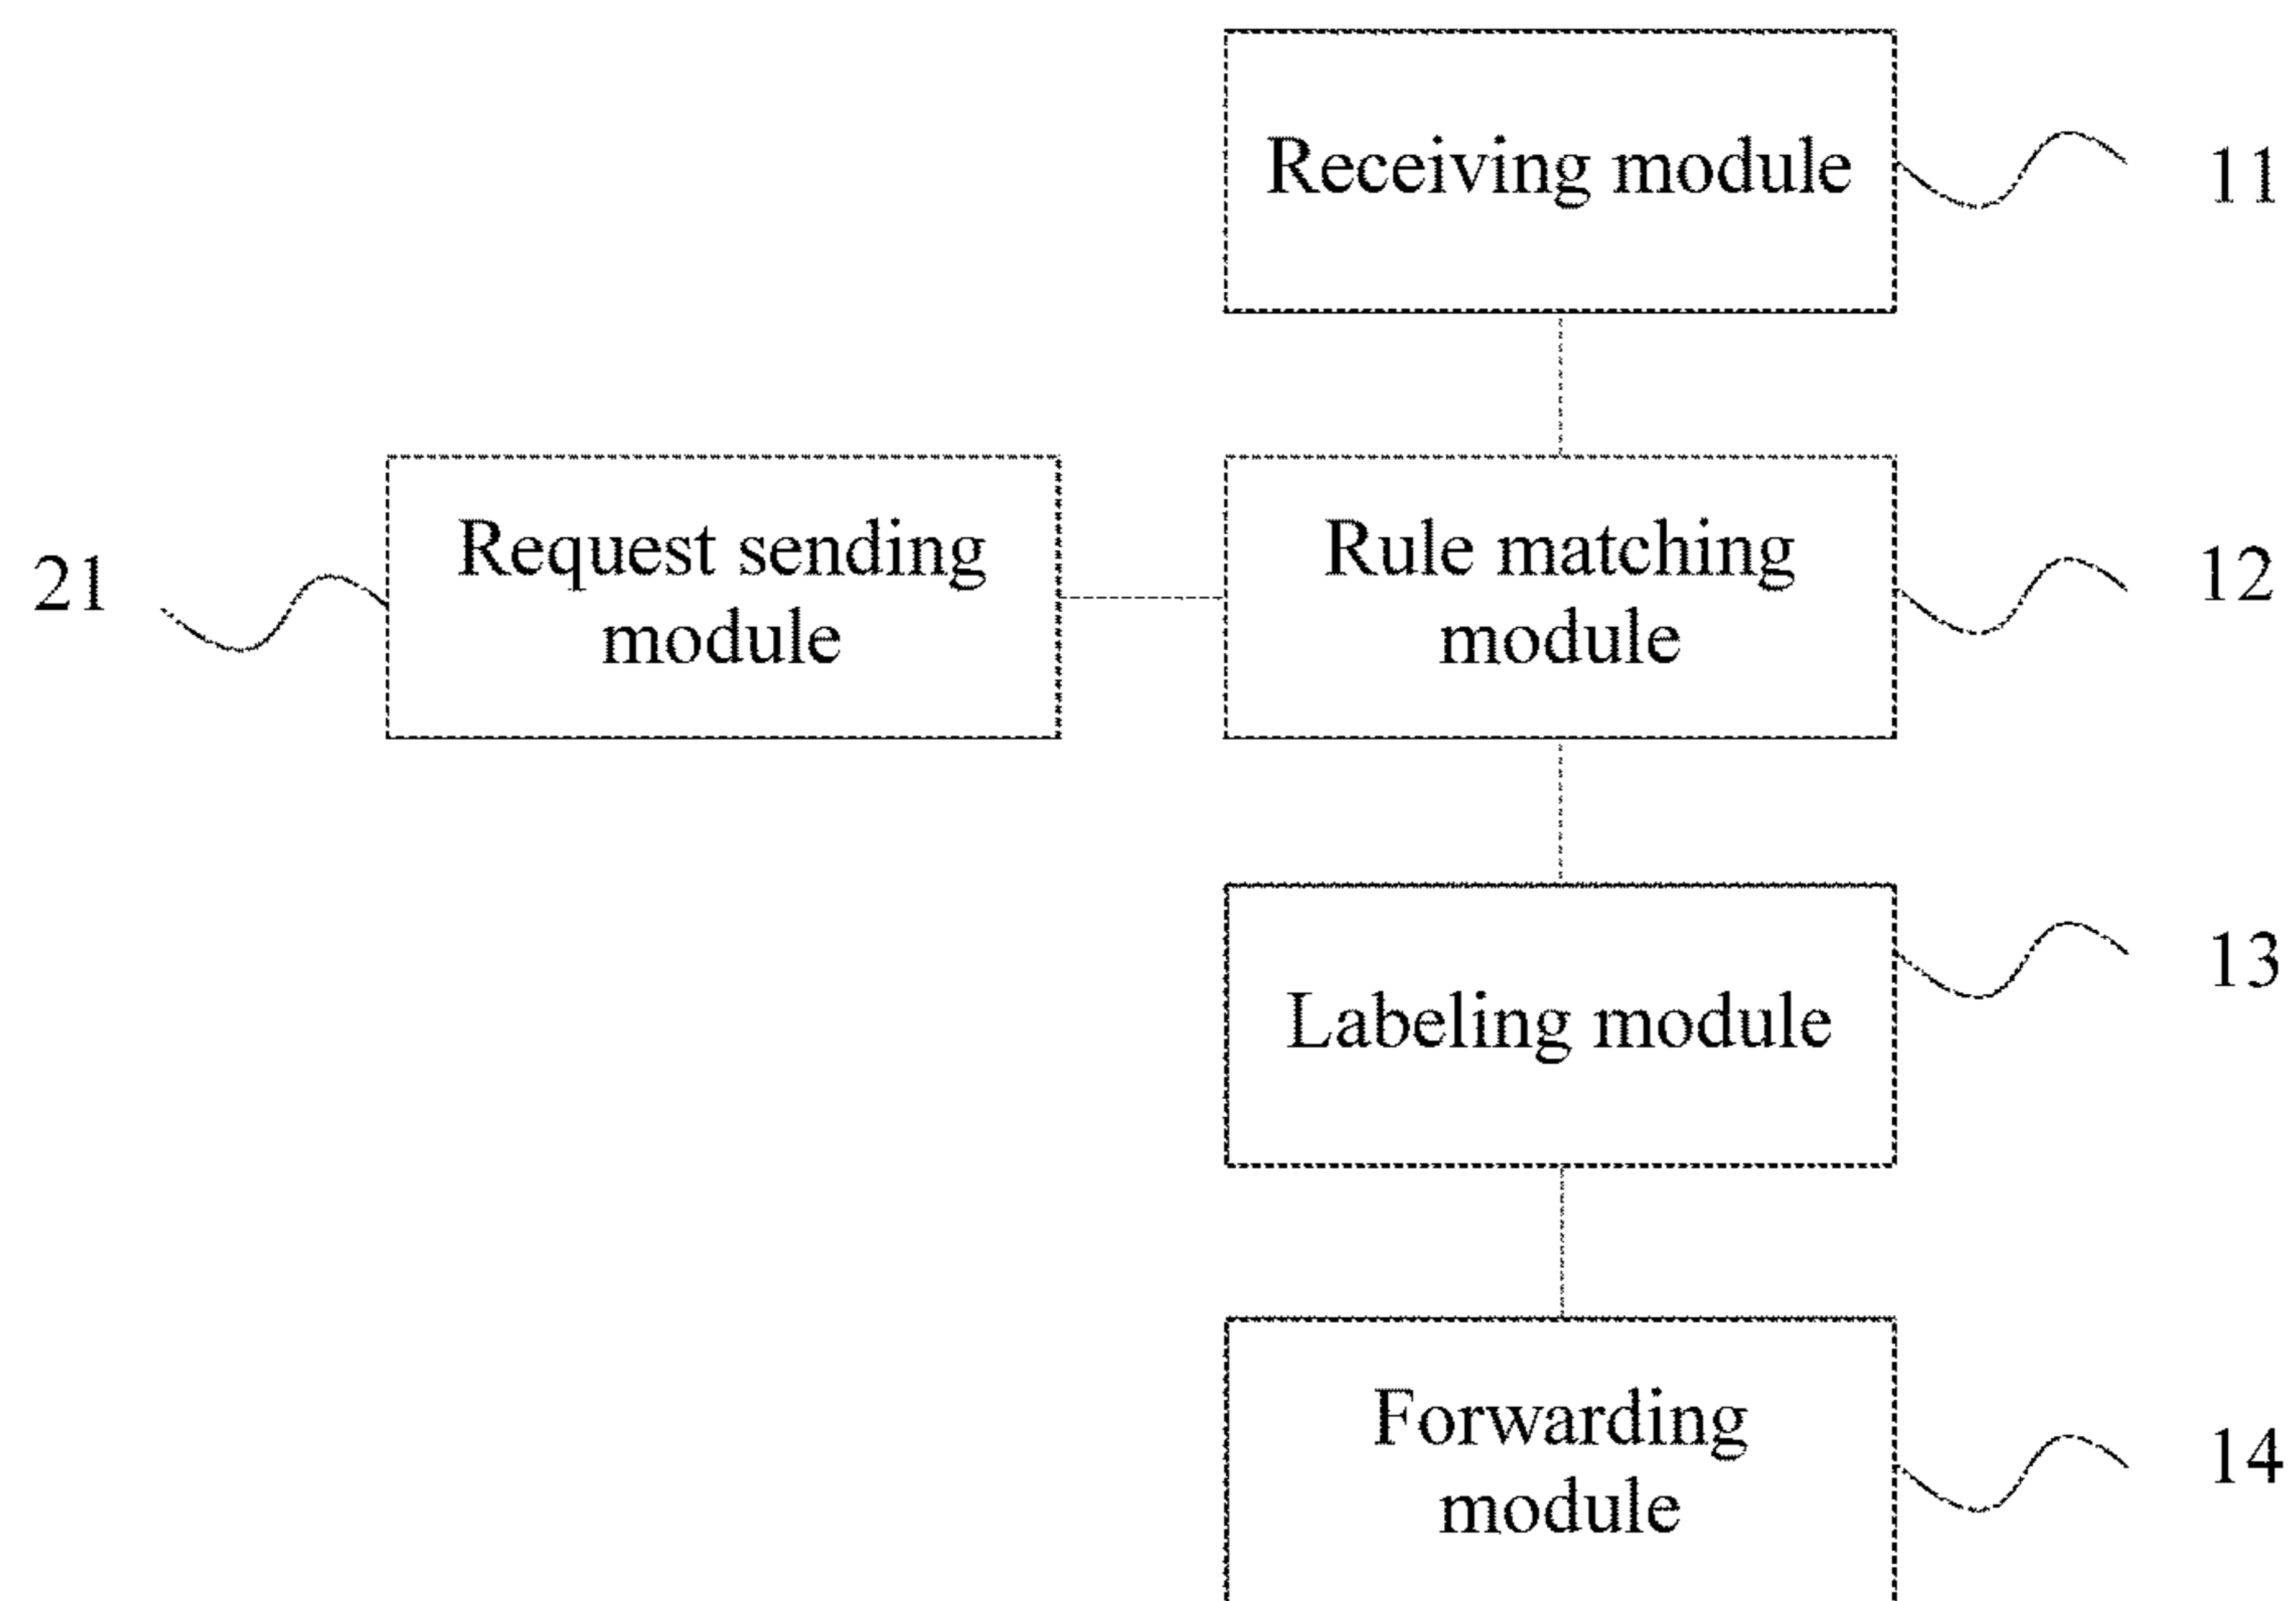 Receiving module
11
Request sending
module
21
Rule matching
module
12
Labeling module
13
Forwarding
module
14